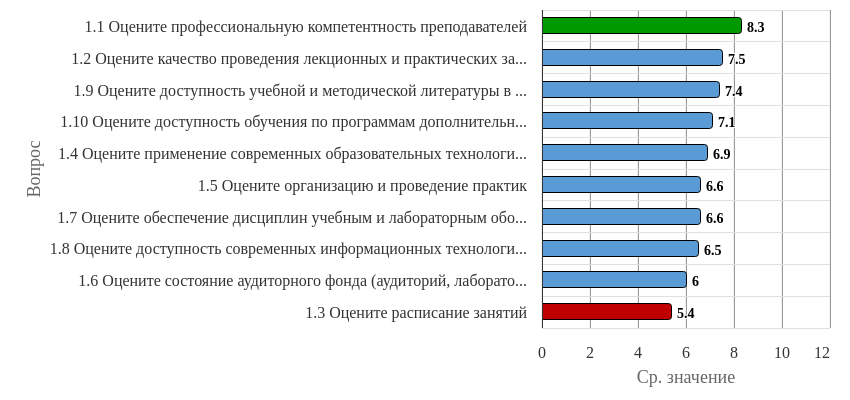 1.1 Оцените профессиональную компетентность преподавателей
8.3
1.2 Оцените качество проведения лекционных и практических за...
7.5
1.9 Оцените доступность учебной и методической литературы в ...
7.4
1.10 Оцените доступность обучения по программам дополнительн...
7.1
1.4 Оцените применение современных образовательных технологи...
6.9
1.5 Оцените организацию и проведение практик
6.6
1.7 Оцените обеспечение дисциплин учебным и лабораторным обо...
6.6
1.8 Оцените доступность современных информационных технологи...
6.5
1.6 Оцените состояние аудиторного фонда (аудиторий, лаборато...
6
1.3 Оцените расписание занятий
5.4
Вопрос
0 2 4 6 8 10 12
Ср. значение